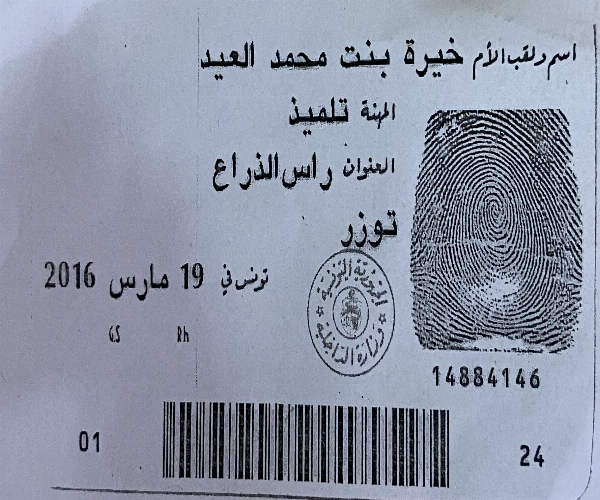 اسم ولقب الأم خيرة بنت محمد العيد
المهنة تلميذ
العنوان راس الذراع
توزر
تونس في 19 مارس 2016
GS Rh
الجمهورية التونسية
وزارة الداخلية
14884146
01
24